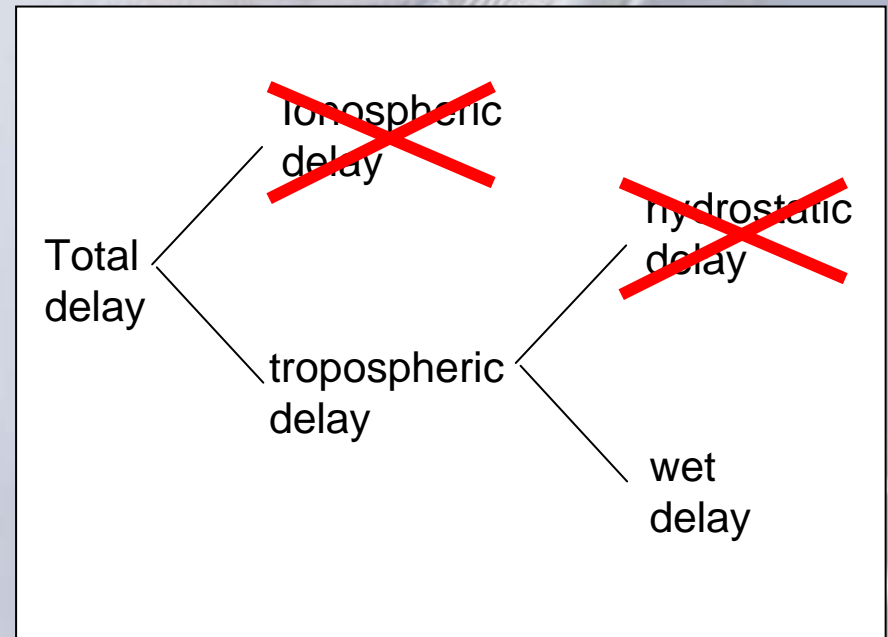 Ionospheric
delay
hydrostatic
delay
Total
delay
tropospheric
delay
wet
delay